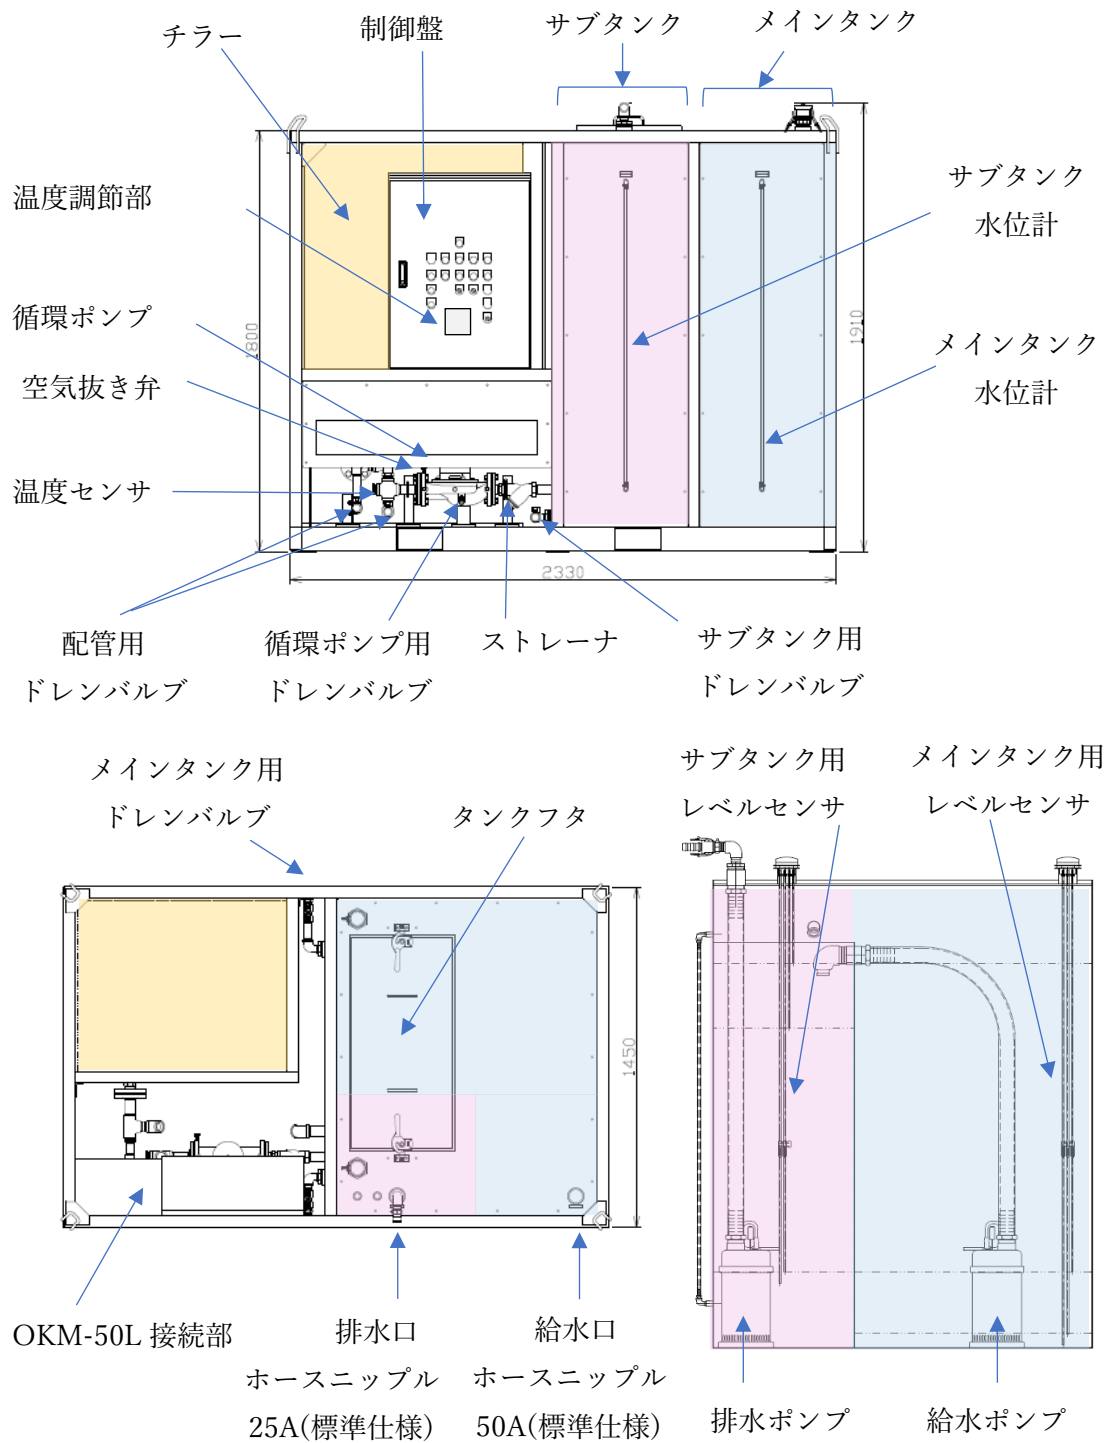 チラー
制御盤
サブタンク
メインタンク
温度調節部
循環ポンプ
空気抜き弁
温度センサ
サブタンク
水位計
メインタンク
水位計
1800
1910
2330
配管用
ドレンバルブ
循環ポンプ用
ドレンバルブ
ストレーナ
サブタンク用
ドレンバルブ
メインタンク用
ドレンバルブ
タンクフタ
1450
OKM-50L 接続部
排水口
ホースニップル
25A(標準仕様)
給水口
ホースニップル
50A(標準仕様)
サブタンク用
レベルセンサ
メインタンク用
レベルセンサ
排水ポンプ
給水ポンプ